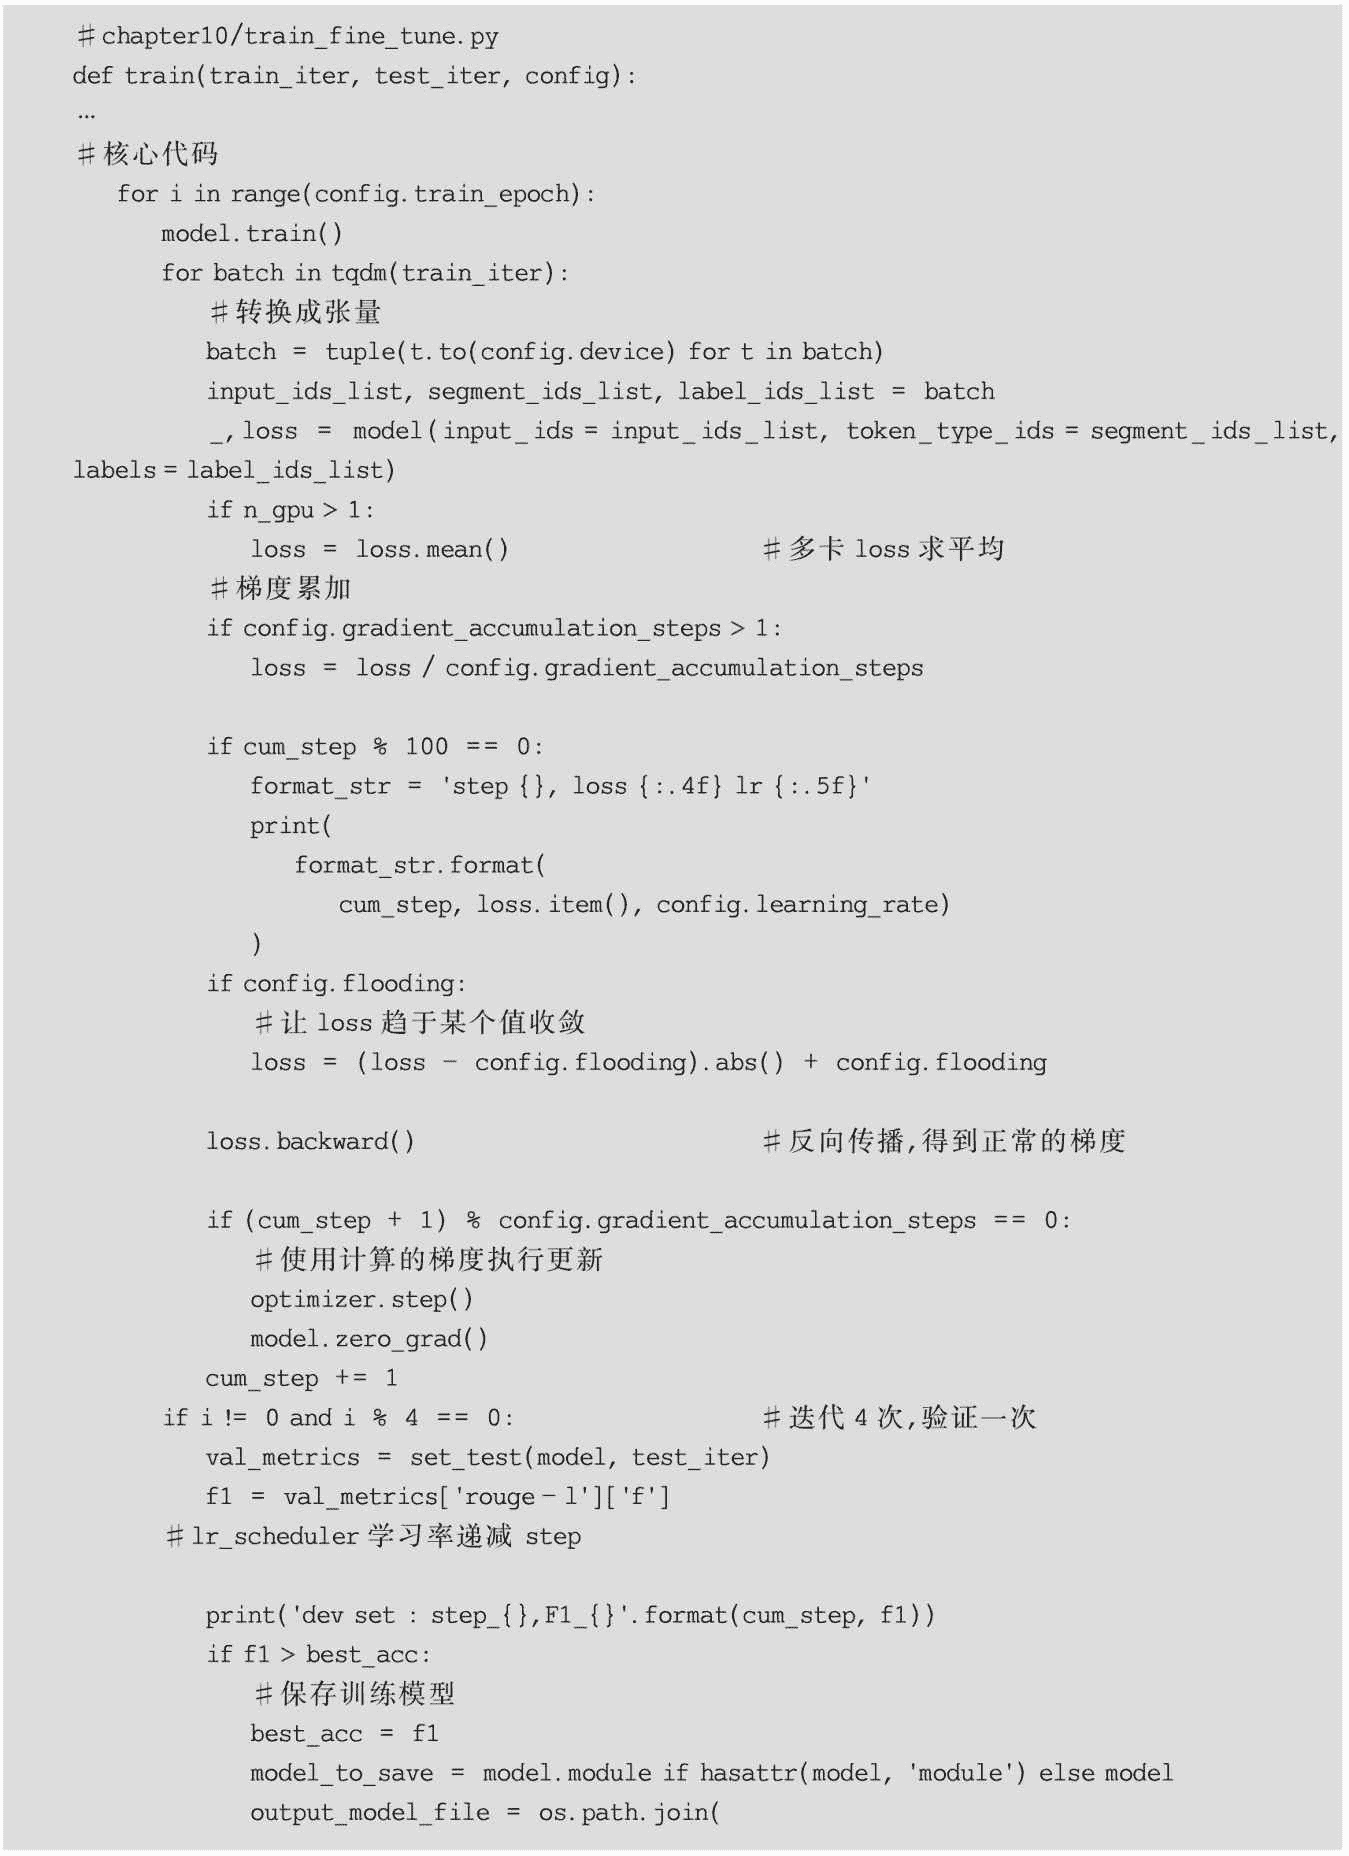 #chapter10/train_fine_tune.py
def train(train_iter, test_iter, config):
…
#核心代码
   for i in range(config.train_epoch):
      model.train()
      for batch in tqdm(train_iter):
         #转换成张量
         batch = tuple(t.to(config.device) for t in batch)
         input_ids_list, segment_ids_list, label_ids_list = batch
         _,loss = model(input_ids = input_ids_list, token_type_ids = segment_ids_list,
labels = label_ids_list)
         if n_gpu > 1:
            loss = loss.mean()                 #多卡 loss 求平均
         #梯度累加
         if config.gradient_accumulation_steps > 1:
            loss = loss / config.gradient_accumulation_steps

         if cum_step % 100 == 0:
            format_str = 'step {}, loss {:.4f} lr {:.5f}'
            print(
               format_str.format(
                  cum_step, loss.item(), config.learning_rate)
            )
         if config.flooding:
            #让 loss 趋于某个值收敛
            loss = (loss - config.flooding).abs() + config.flooding

         loss.backward()                       #反向传播,得到正常的梯度

         if (cum_step + 1) % config.gradient_accumulation_steps == 0:
            #使用计算的梯度执行更新
            optimizer.step()
            model.zero_grad()
         cum_step += 1
      if i != 0 and i % 4 == 0:                #迭代 4 次,验证一次
         val_metrics = set_test(model, test_iter)
         f1 = val_metrics['rouge-l']['f']
      #lr_scheduler 学习率递减 step

         print('dev set : step_{},F1_{}'.format(cum_step, f1))
         if f1 > best_acc:
            #保存训练模型
            best_acc = f1
            model_to_save = model.module if hasattr(model, 'module') else model
            output_model_file = os.path.join(